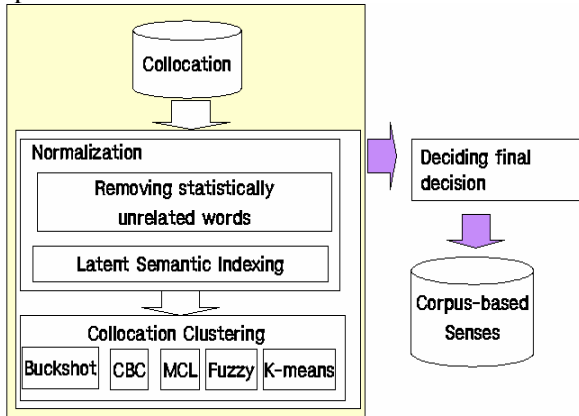 Collocation
Normalization
Removing statistically
unrelated words
Latent Semantic Indexing
Collocation Clustering
Buckshot
CBC
MCL
Fuzzy
K-means
Deciding final
decision
Corpus-based
Senses